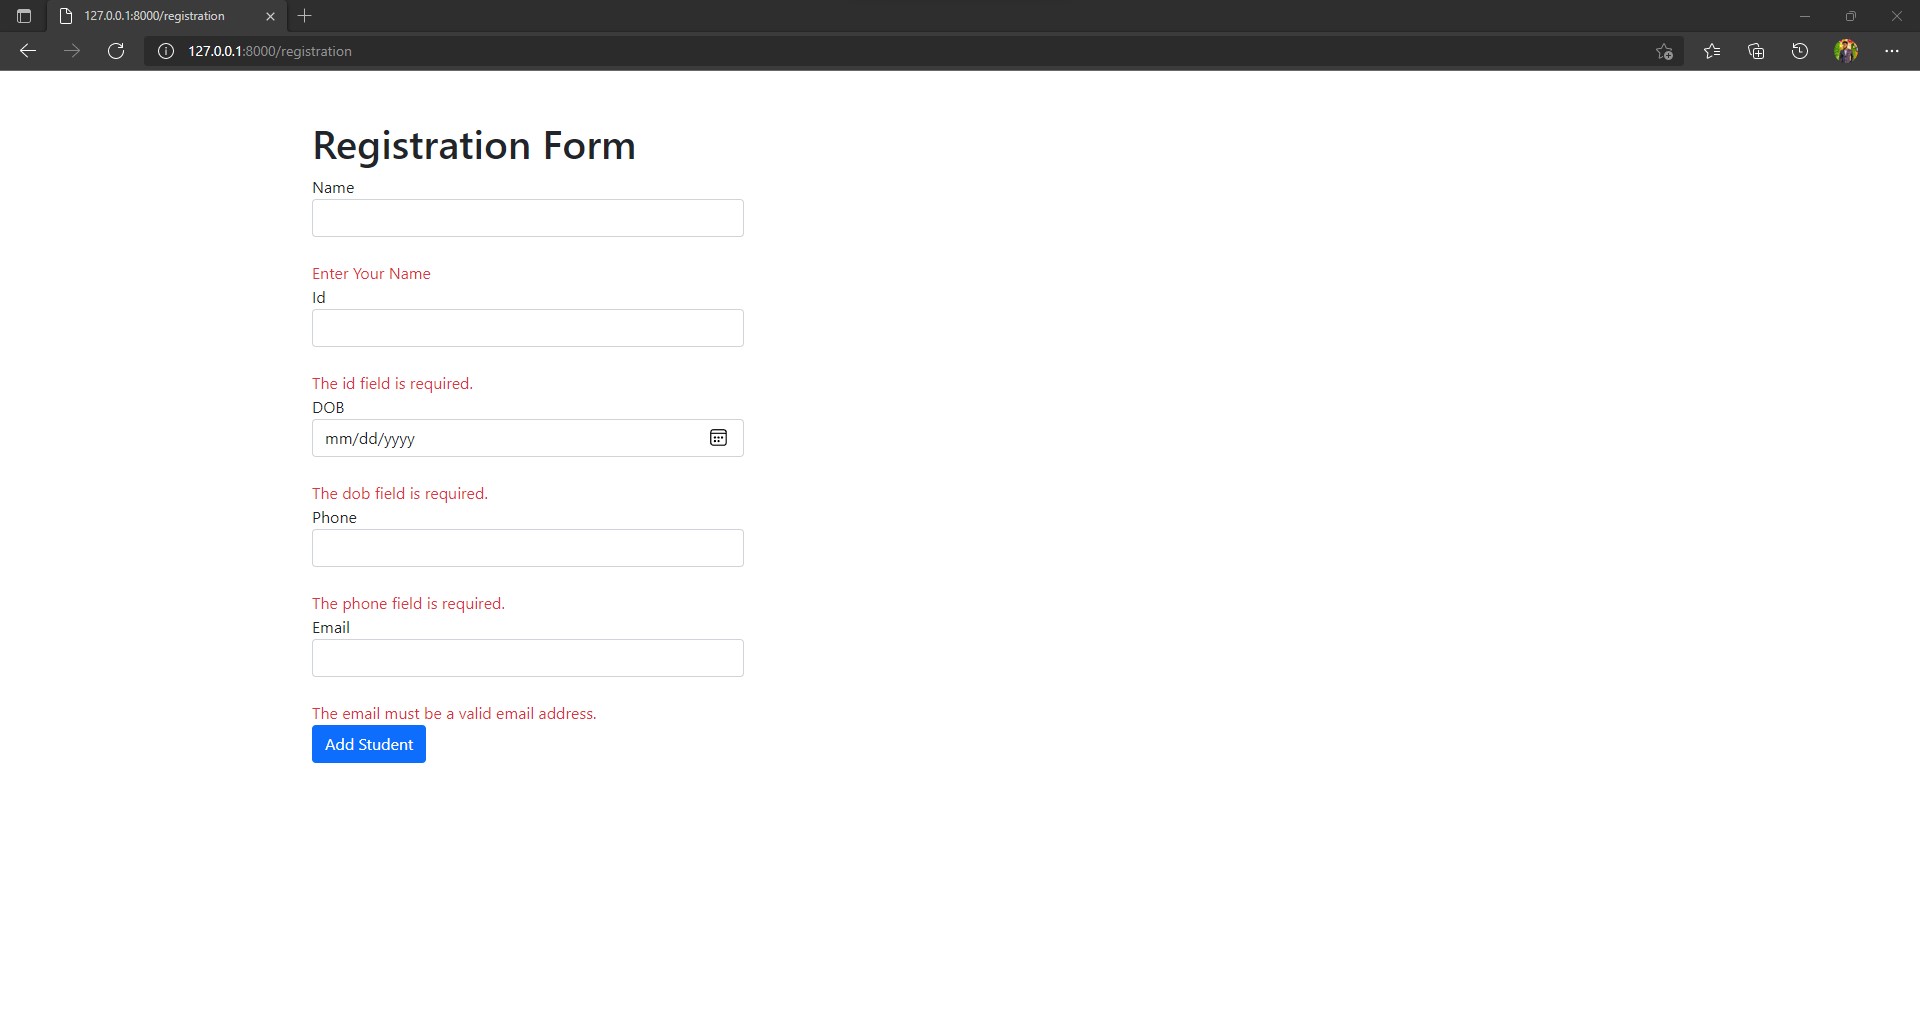 127.0.0.1:8000/registration
127.0.0.1:8000/registration
Registration Form
Name
Enter Your Name
Id
The id field is required.
DOB
mm/dd/yyyy
The dob field is required.
Phone
The phone field is required.
Email
The email must be a valid email address.
Add Student